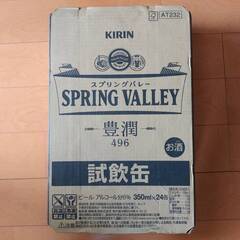 AT232
KIRIN
スプリングバレー
SPRING VALLEY
豊潤
496
お酒
試飲缶
ビール アルコール分6% 350ml×24缶